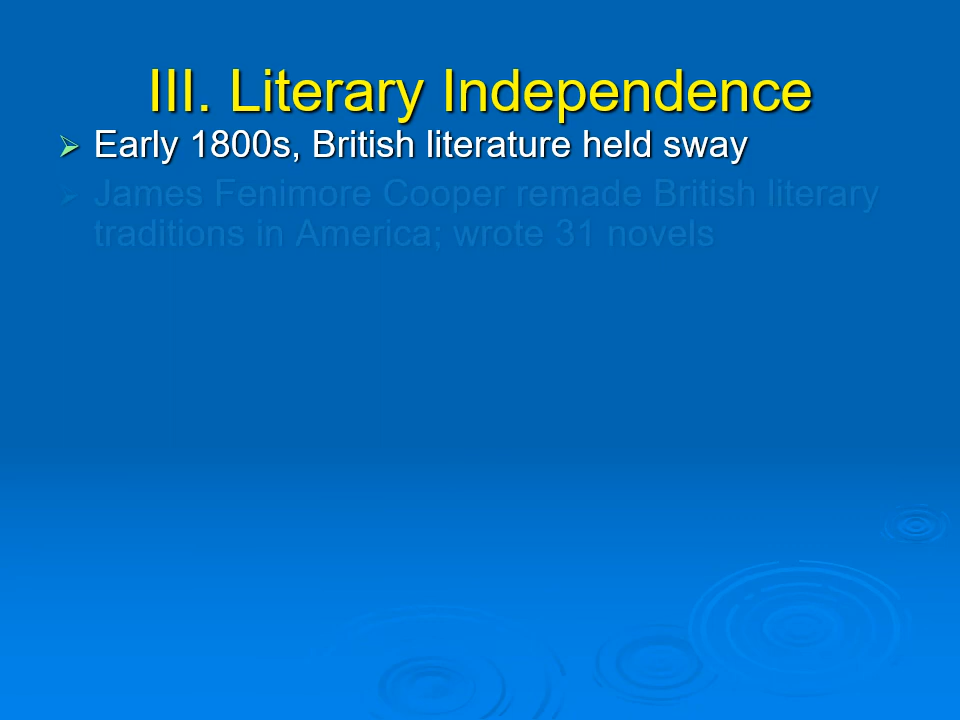 III. Literary Independence
Early 1800s, British literature held sway
James Fenimore Cooper remade British literary
traditions in America; wrote 31 novels